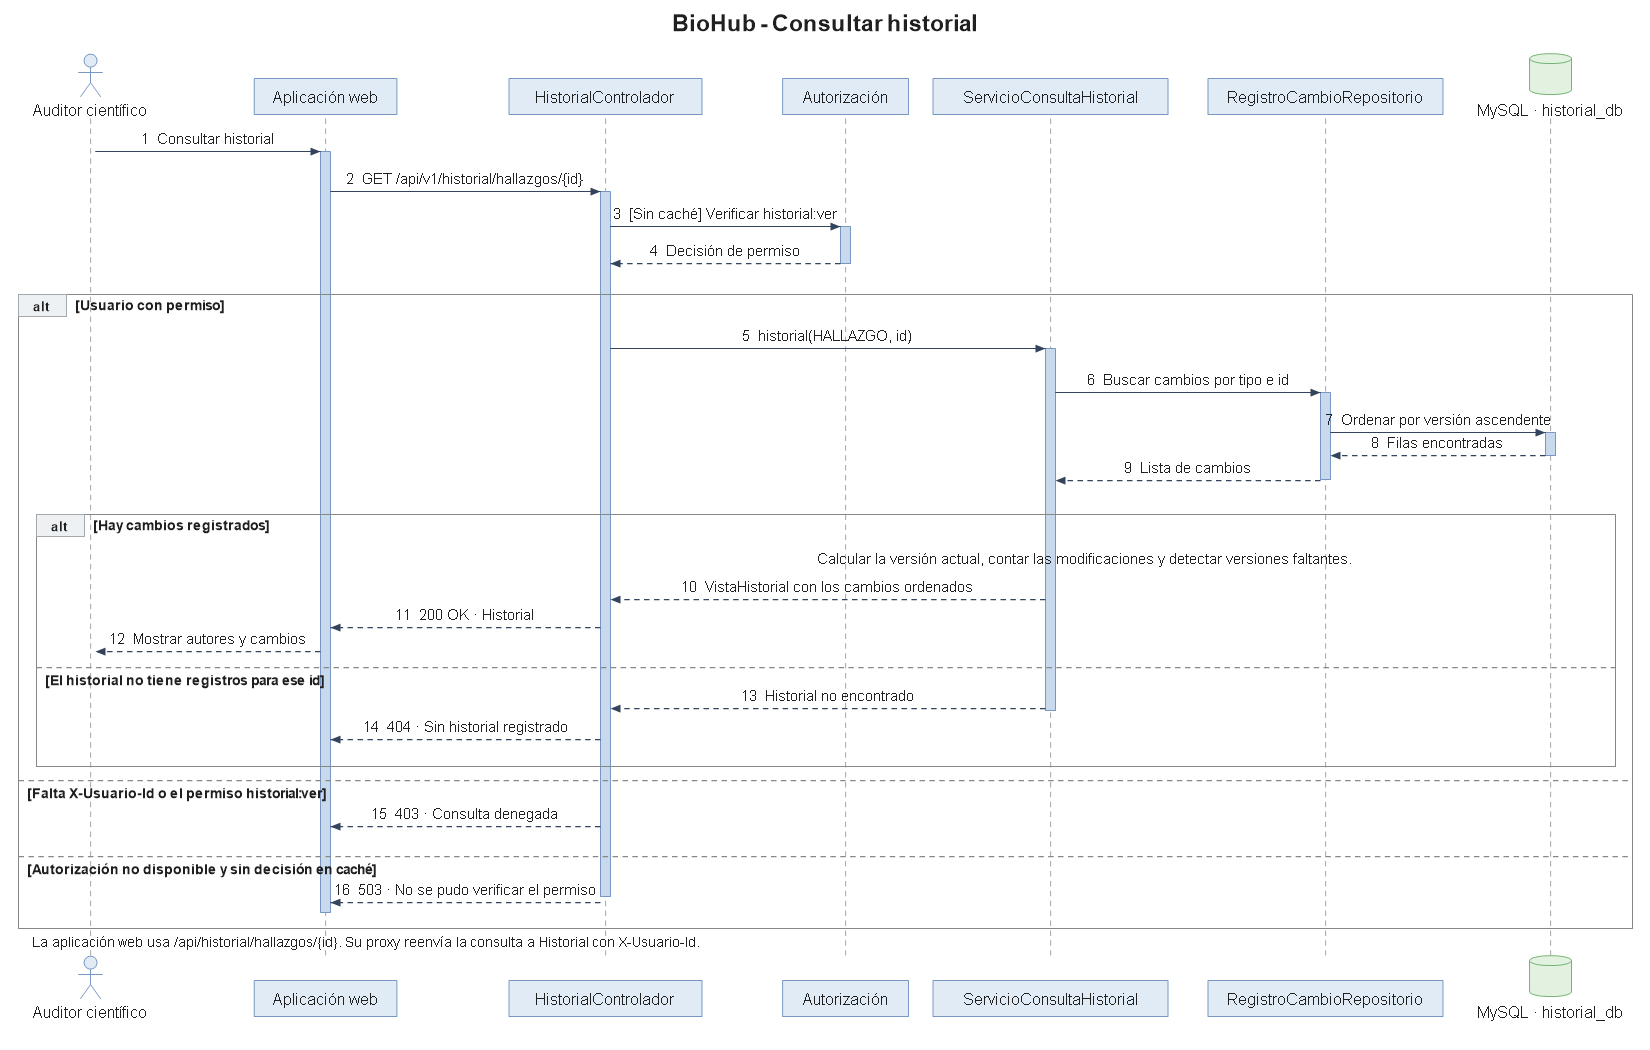 BioHub - Consultar historial
Auditor científico
Aplicación web
HistorialControlador
Autorización
ServicioConsultaHistorial
RegistroCambioRepositorio
MySQL · historial_db
1 Consultar historial
2 GET /api/v1/historial/hallazgos/{id}
3 [Sin caché] Verificar historial:ver
4 Decisión de permiso
alt [Usuario con permiso]
5 historial(HALLAZGO, id)
6 Buscar cambios por tipo e id
7 Ordenar por versión ascendente
8 Filas encontradas
9 Lista de cambios
alt [Hay cambios registrados]
Calcular la versión actual, contar las modificaciones y detectar versiones faltantes.
10 VistaHistorial con los cambios ordenados
11 200 OK · Historial
12 Mostrar autores y cambios
[El historial no tiene registros para ese id]
13 Historial no encontrado
14 404 · Sin historial registrado
[Falta X-Usuario-Id o el permiso historial:ver]
15 403 · Consulta denegada
[Autorización no disponible y sin decisión en caché]
16 503 · No se pudo verificar el permiso
La aplicación web usa /api/historial/hallazgos/{id}. Su proxy reenvía la consulta a Historial con X-Usuario-Id.
Auditor científico
Aplicación web
HistorialControlador
Autorización
ServicioConsultaHistorial
RegistroCambioRepositorio
MySQL · historial_db